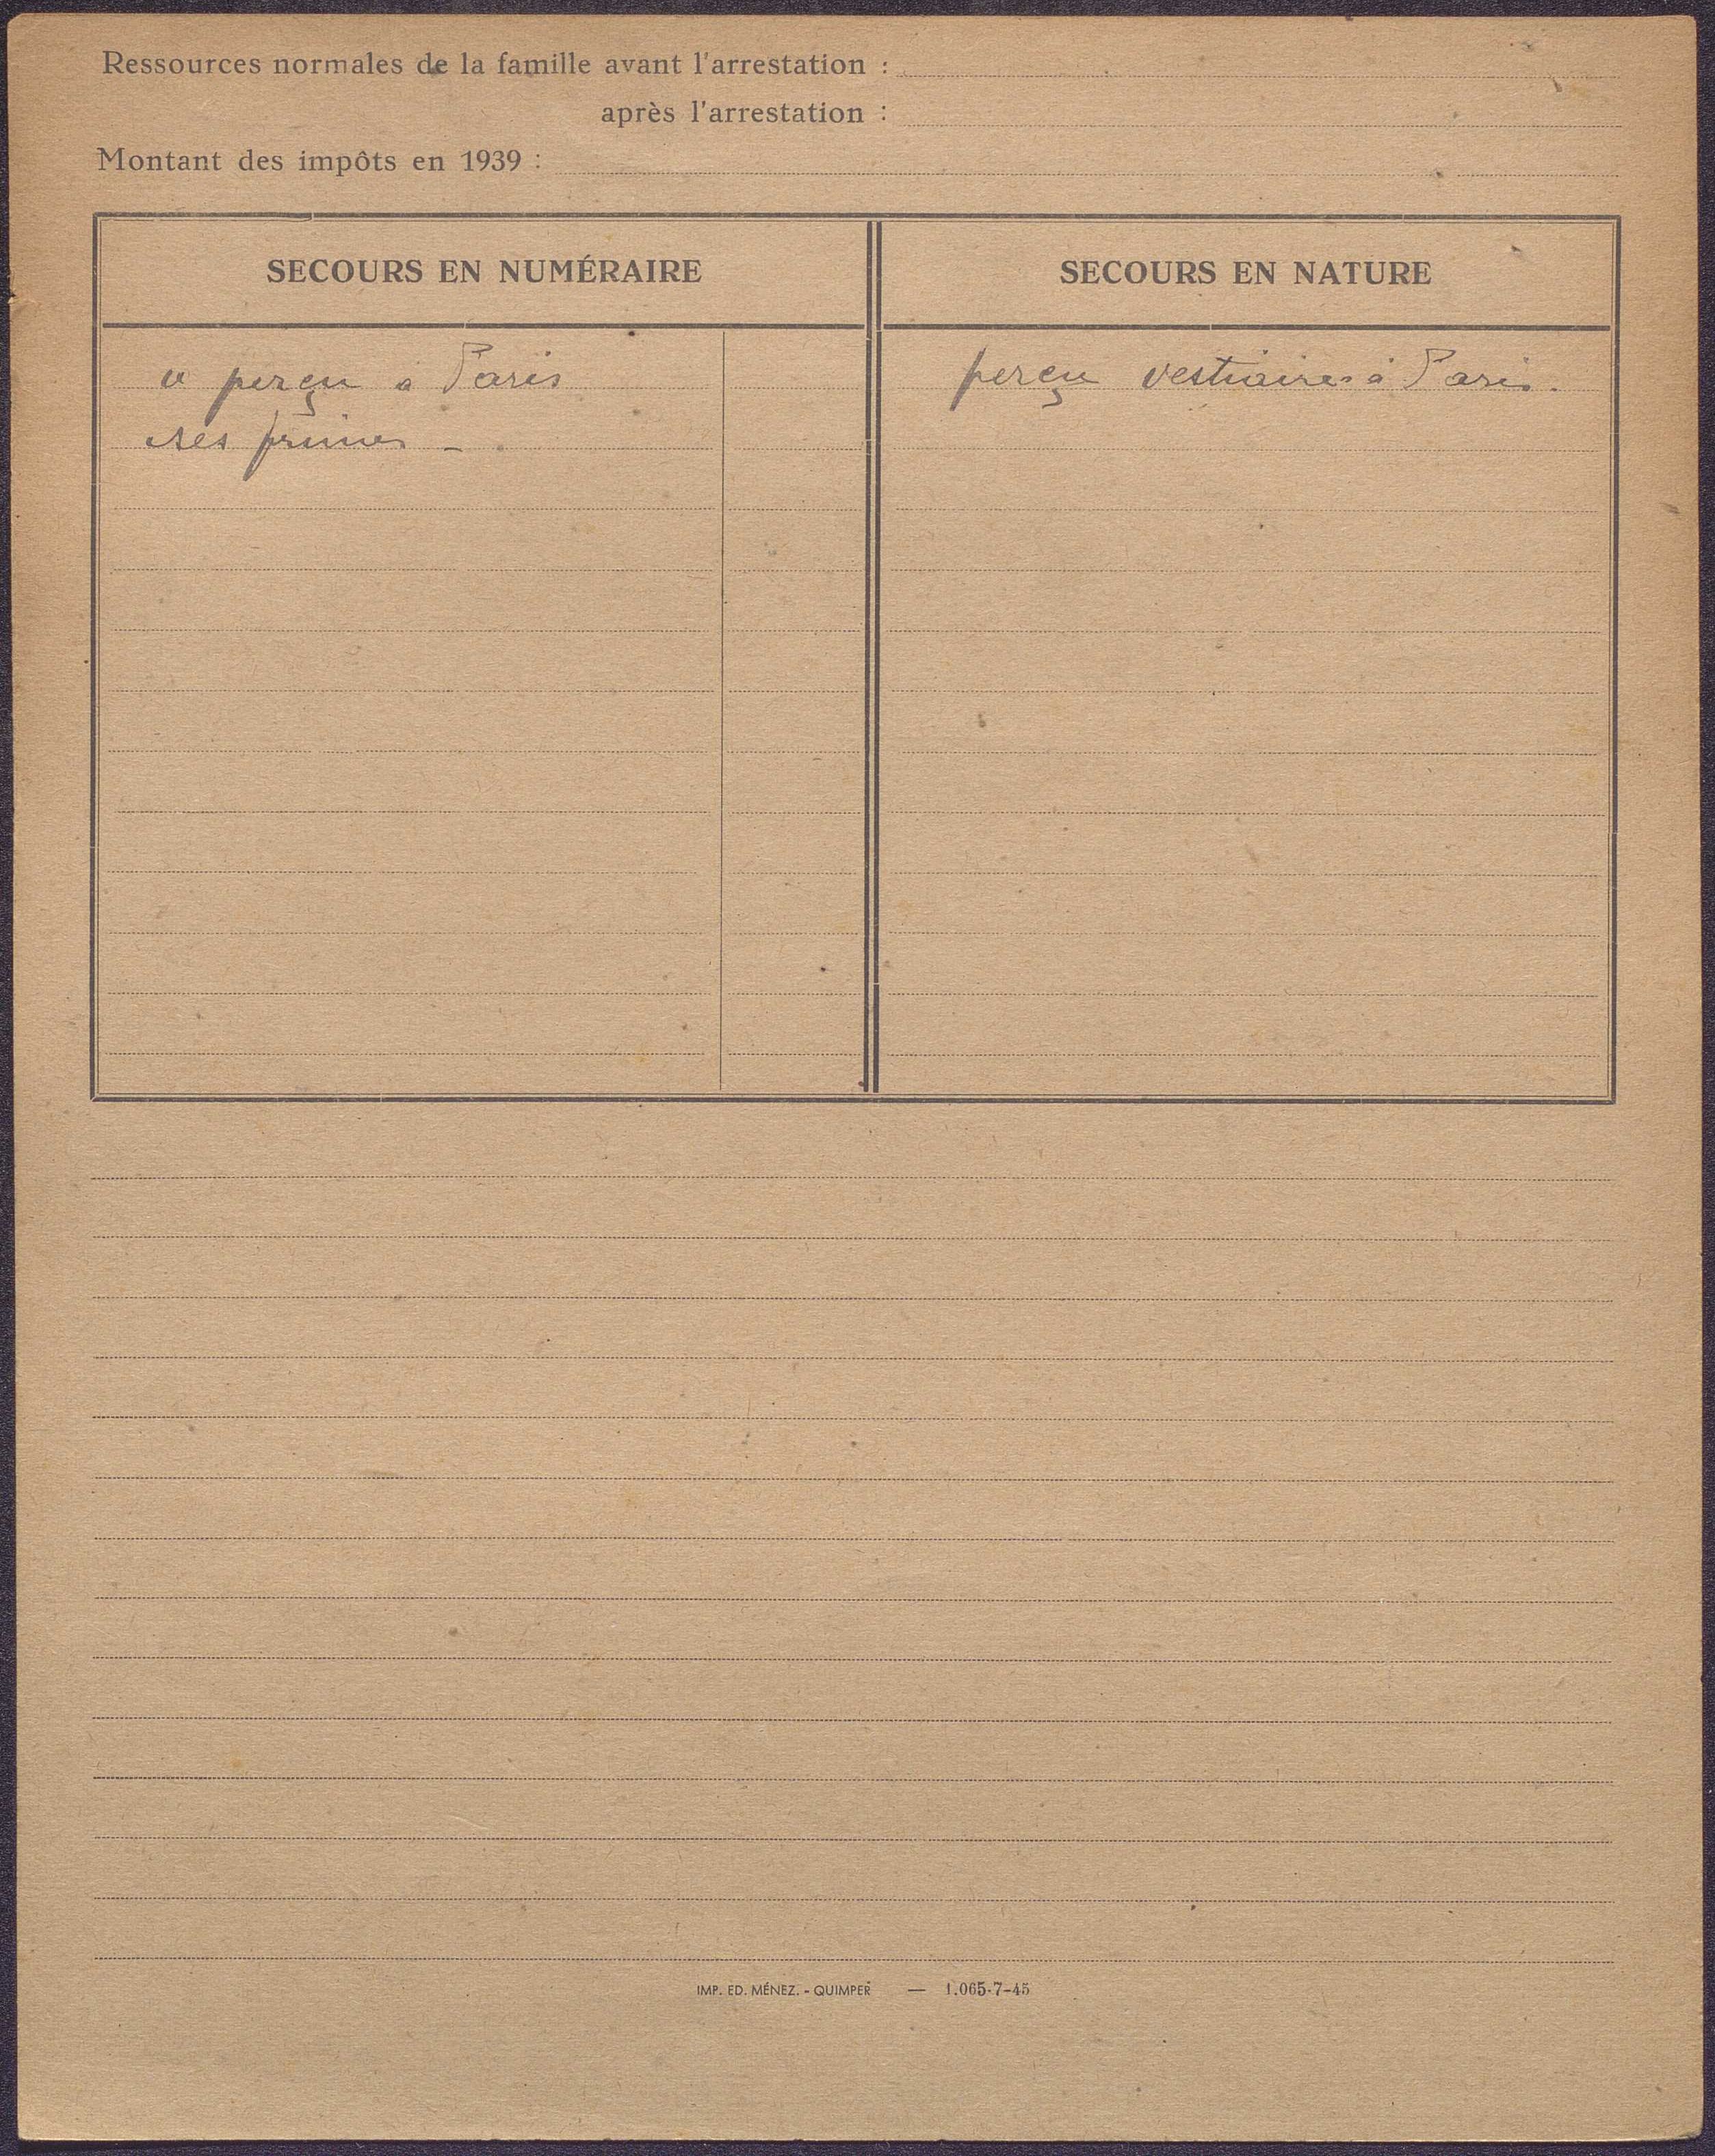 Ressources normales de la famille avant l'arrestation :
après l'arrestation :
Montant des impôts en 1939 :
SECOURS EN NUMÉRAIRE
a perçu à Paris
ses primes -
SECOURS EN NATURE
perçu vestiaires à Paris.
IMP. ED. MÉNEZ. - QUIMPER — 1.065-7-45